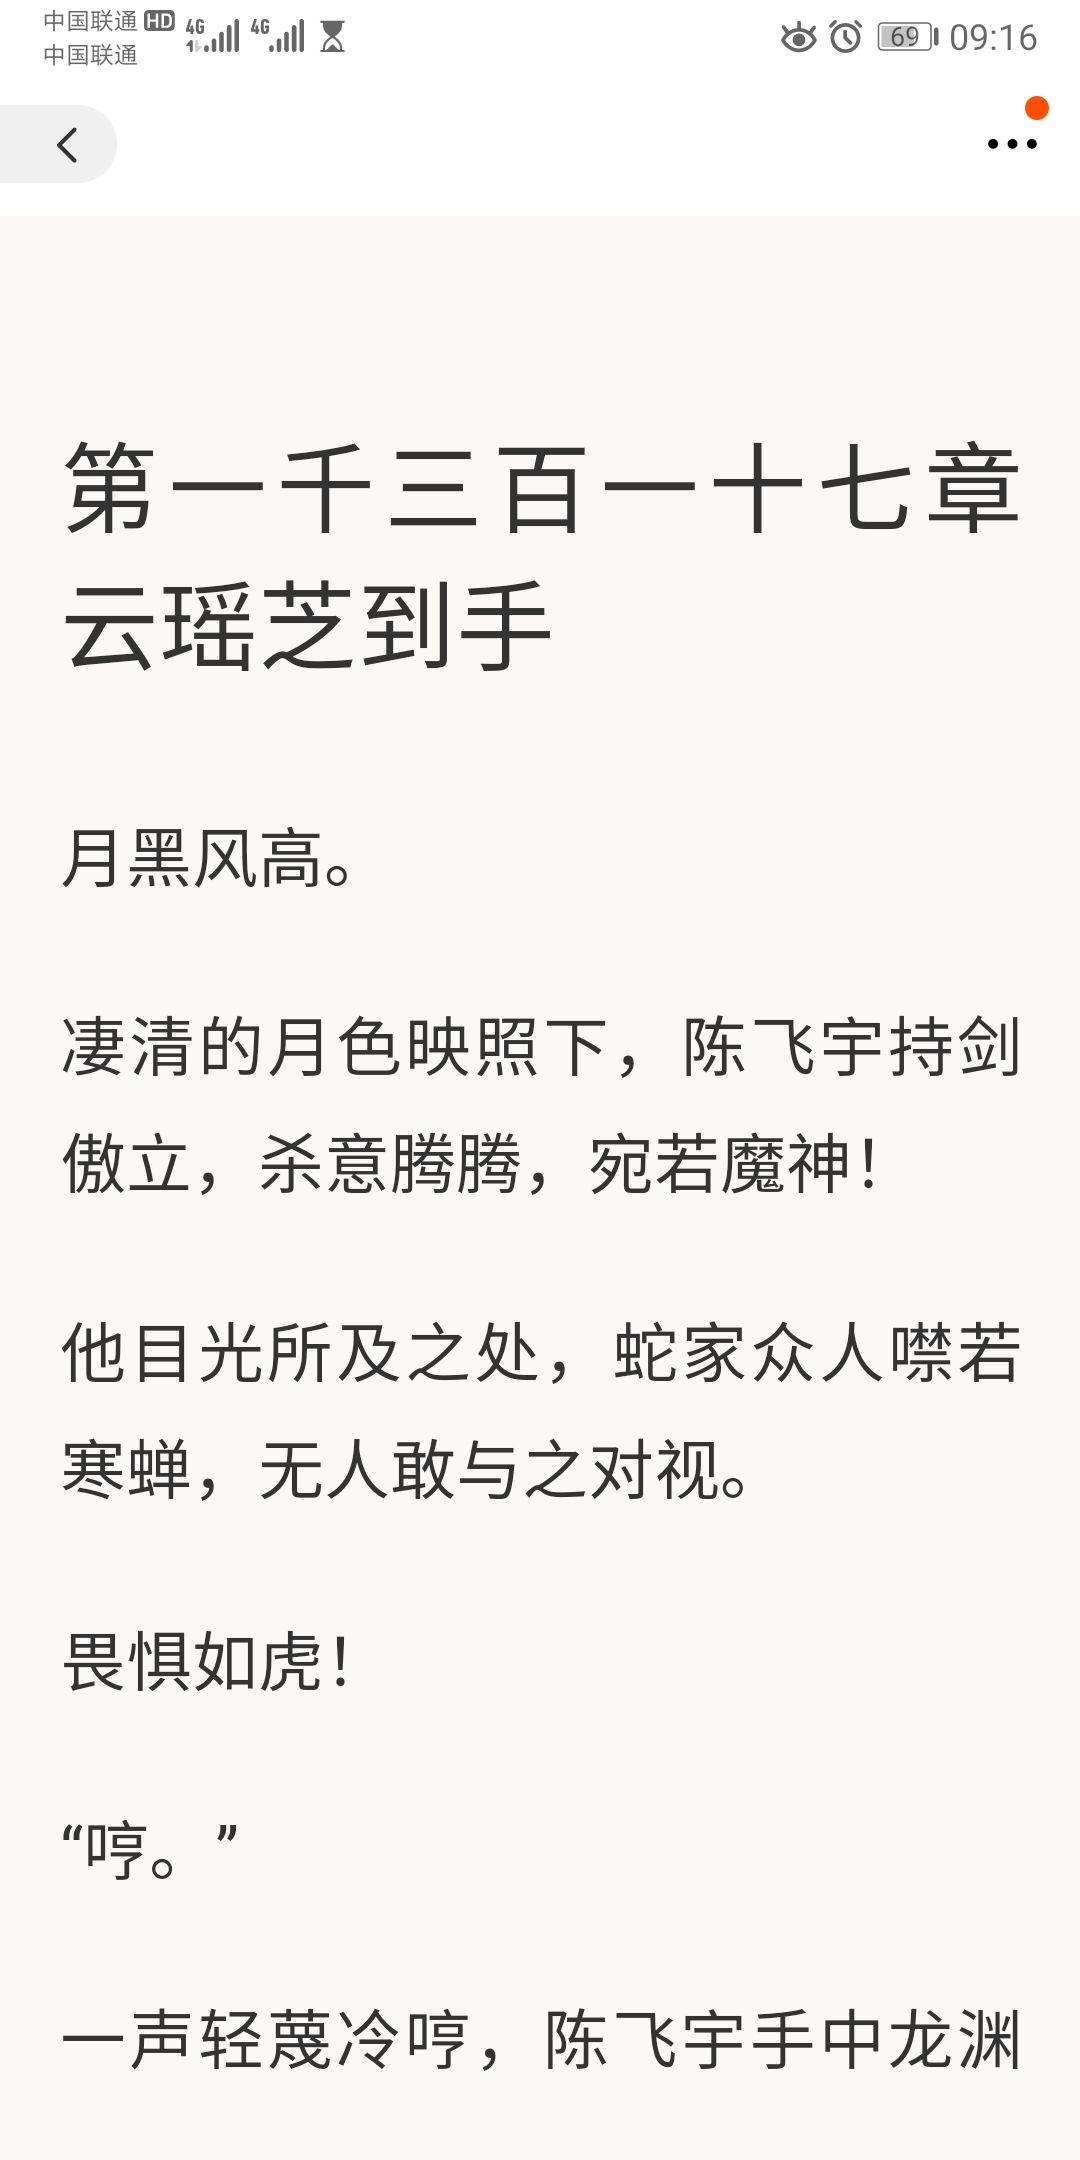 中国联通 HD 4G 4G 69 09:16
中国联通
第一千三百一十七章
云瑶芝到手
月黑风高。
凄清的月色映照下，陈飞宇持剑
傲立，杀意腾腾，宛若魔神！
他目光所及之处，蛇家众人噤若
寒蝉，无人敢与之对视。
畏惧如虎！
“哼。”
一声轻蔑冷哼，陈飞宇手中龙渊